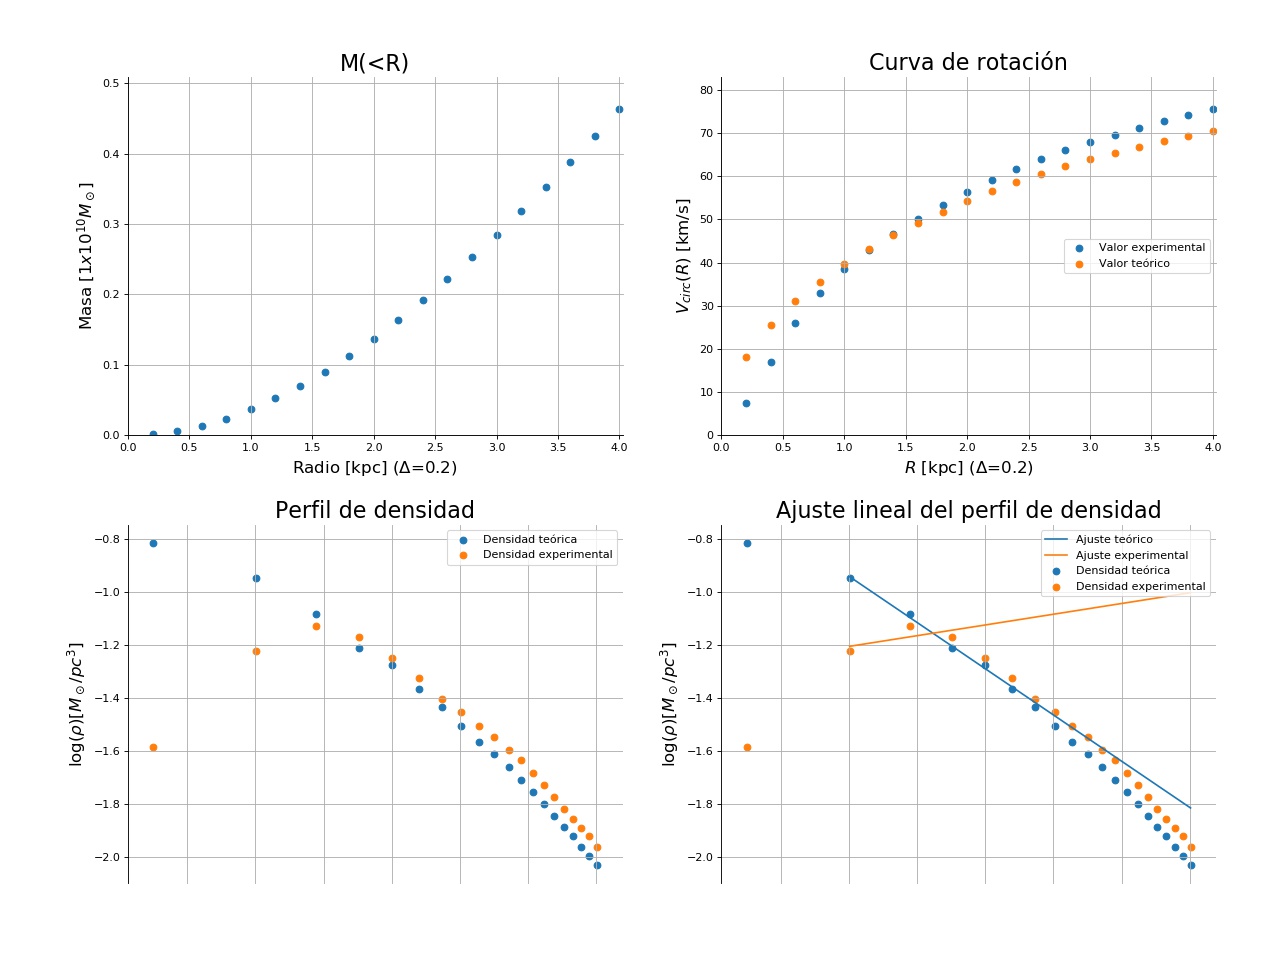 M(<R)
0.5
0.4
0.3
0.2
0.1
0.0
Masa [1x10^{10}M_⊙]
0.0 0.5 1.0 1.5 2.0 2.5 3.0 3.5 4.0
Radio [kpc] (Δ=0.2)
Curva de rotación
80
70
60
50
40
30
20
10
0
V_{circ}(R) [km/s]
Valor experimental
Valor teórico
0.0 0.5 1.0 1.5 2.0 2.5 3.0 3.5 4.0
R [kpc] (Δ=0.2)
Perfil de densidad
−0.8
−1.0
−1.2
−1.4
−1.6
−1.8
−2.0
log(ρ)[M_⊙/pc^3]
Densidad teórica
Densidad experimental
Ajuste lineal del perfil de densidad
−0.8
−1.0
−1.2
−1.4
−1.6
−1.8
−2.0
log(ρ)[M_⊙/pc^3]
Ajuste teórico
Ajuste experimental
Densidad teórica
Densidad experimental